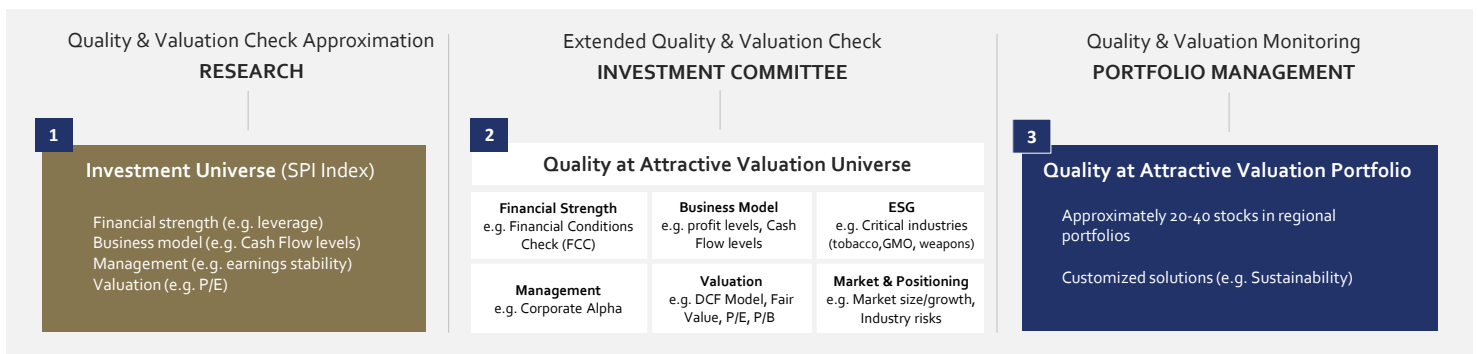 Quality & Valuation Check Approximation
RESEARCH
1
Investment Universe (SPI Index)
Financial strength (e.g. leverage)
Business model (e.g. Cash Flow levels)
Management (e.g. earnings stability)
Valuation (e.g. P/E)
Extended Quality & Valuation Check
INVESTMENT COMMITTEE
2
Quality at Attractive Valuation Universe
Financial Strength
e.g. Financial Conditions
Check (FCC)
Business Model
e.g. profit levels, Cash
Flow levels
ESG
e.g. Critical industries
(tobacco,GMO, weapons)
Management
e.g. Corporate Alpha
Valuation
e.g. DCF Model, Fair
Value, P/E, P/B
Market & Positioning
e.g. Market size/growth,
Industry risks
Quality & Valuation Monitoring
PORTFOLIO MANAGEMENT
3
Quality at Attractive Valuation Portfolio
Approximately 20-40 stocks in regional
portfolios
Customized solutions (e.g. Sustainability)